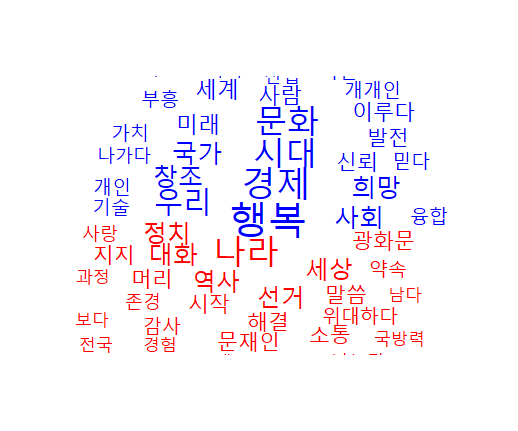 세계 사람 개개인
부흥 문화 이루다
가치 미래 발전
나가다 국가 시대 신뢰 믿다
개인 창조 경제 희망
기술 우리 행복 사회 융합
사랑 정치 광화문
지지 대화 나라 세상 약속
과정 머리 역사 선거 말씀 남다
존경 시작 위대하다
보다 감사 해결 소통 국방력
전국 경험 문재인